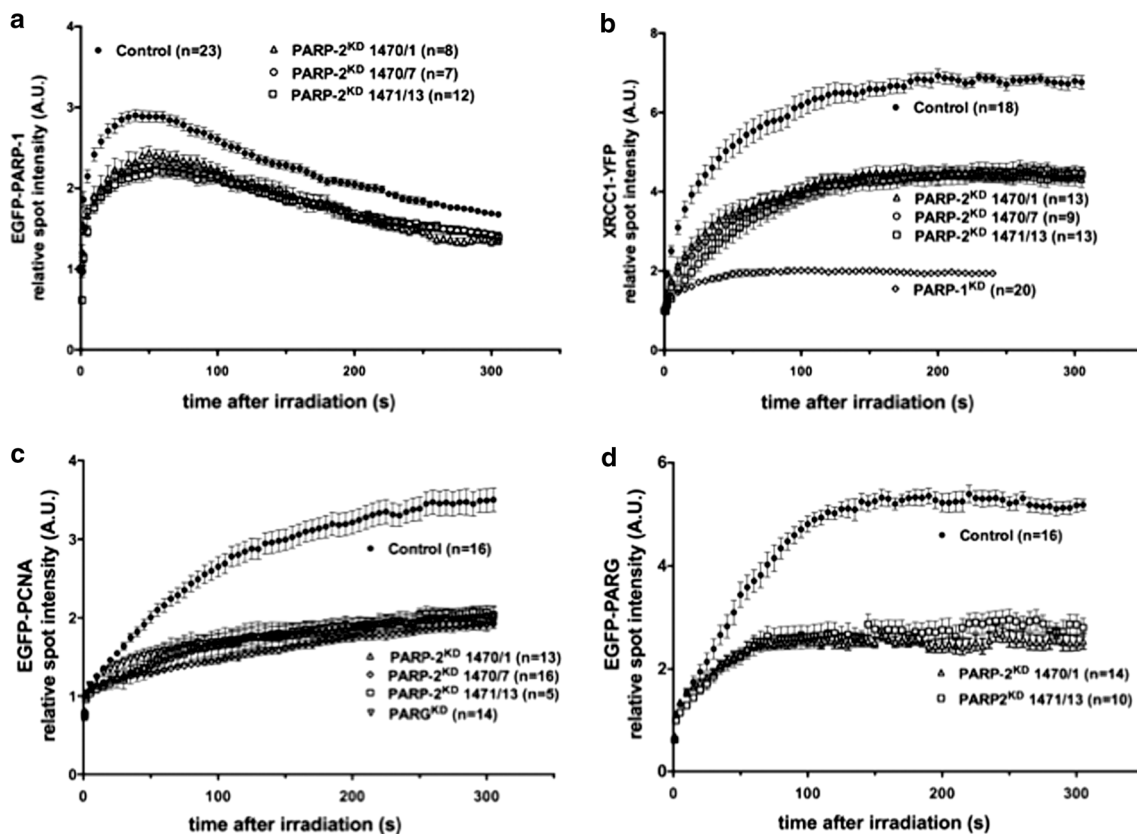 a
EGFP-PARP-1
relative spot intensity (A.U.)
4
3
2
1
0
Control (n=23)
PARP-2KD 1470/1 (n=8)
PARP-2KD 1470/7 (n=7)
PARP-2KD 1471/13 (n=12)
0
100
200
300
time after irradiation (s)
b
XRCC1-YFP
relative spot intensity (A.U.)
8
6
4
2
0
Control (n=18)
PARP-2KD 1470/1 (n=13)
PARP-2KD 1470/7 (n=9)
PARP-2KD 1471/13 (n=13)
PARP-1KD (n=20)
0
100
200
300
time after irradiation (s)
c
EGFP-PCNA
relative spot intensity (A.U.)
4
3
2
1
0
Control (n=16)
PARP-2KD 1470/1 (n=13)
PARP-2KD 1470/7 (n=16)
PARP-2KD 1471/13 (n=5)
PARGKD (n=14)
0
100
200
300
time after irradiation (s)
d
EGFP-PARG
relative spot intensity (A.U.)
6
4
2
0
Control (n=16)
PARP-2KD 1470/1 (n=14)
PARP2KD 1471/13 (n=10)
0
100
200
300
time after irradiation (s)